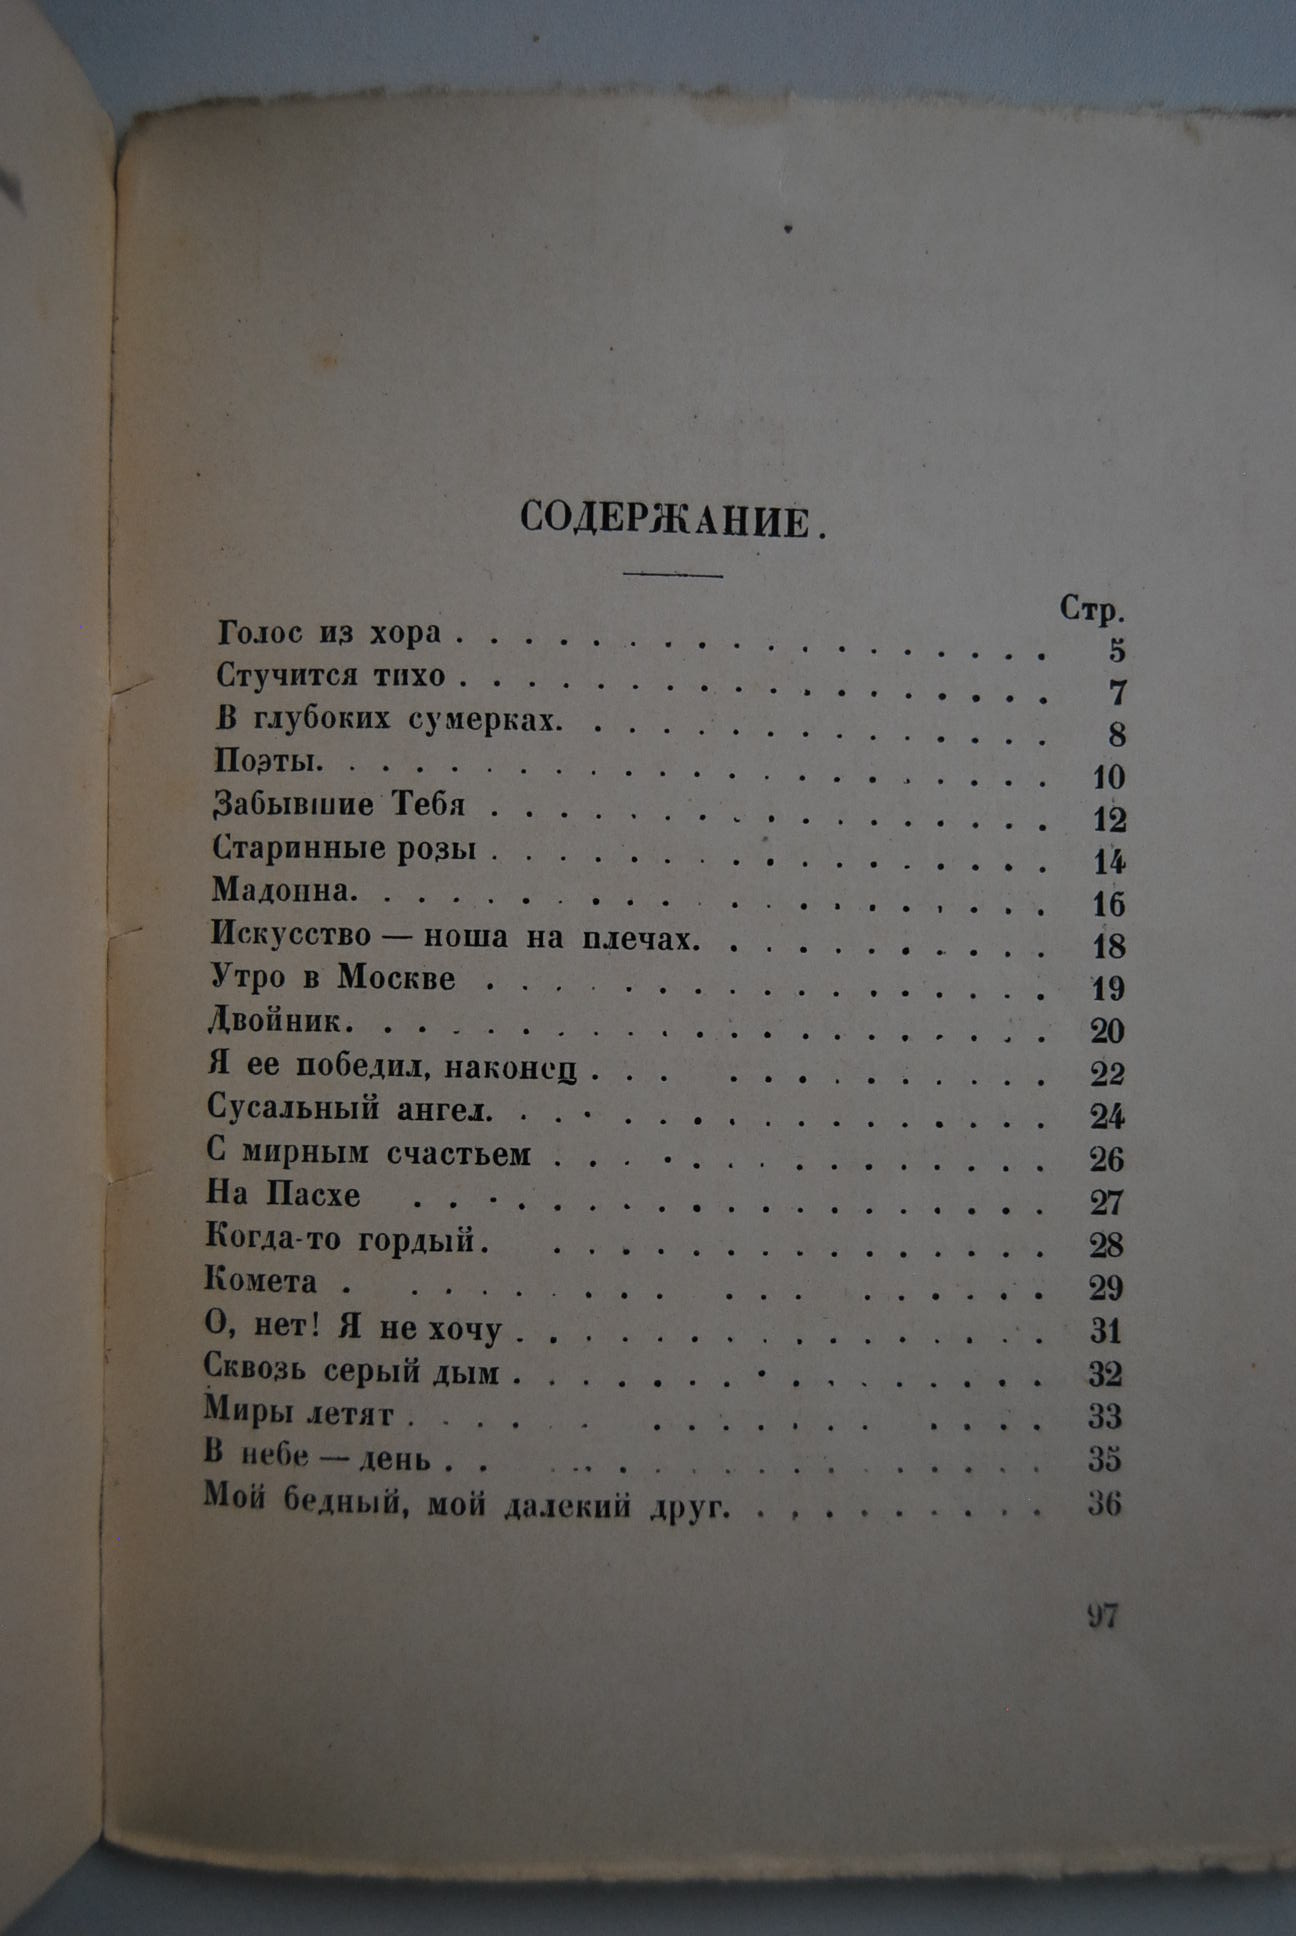 СОДЕРЖАНИЕ.
Стр.
Голос из хора . . . . . . . . . . . . . . . . . . 5
Стучится тихо . . . . . . . . . . . . . . . . . . 7
В глубоких сумерках. . . . . . . . . . . . . . . 8
Поэты. . . . . . . . . . . . . . . . . . . . . . 10
Забывшие Тебя . . . . . . . . . . . . . . . . . 12
Старинные розы . . . . . . . . . . . . . . . . . 14
Мадонна. . . . . . . . . . . . . . . . . . . . . 16
Искусство — ноша на плечах. . . . . . . . . . . 18
Утро в Москве . . . . . . . . . . . . . . . . . 19
Двойник. . . . . . . . . . . . . . . . . . . . . 20
Я ее победил, наконец . . . . . . . . . . . . . 22
Сусальный ангел. . . . . . . . . . . . . . . . . 24
С мирным счастьем . . . . . . . . . . . . . . . 26
На Пасхе . . . . . . . . . . . . . . . . . . . 27
Когда-то гордый. . . . . . . . . . . . . . . . 28
Комета . . . . . . . . . . . . . . . . . . . . 29
О, нет! Я не хочу . . . . . . . . . . . . . . . . 31
Сквозь серый дым . . . . . . . . . . . . . . . . 32
Миры летят . . . . . . . . . . . . . . . . . 33
В небе — день . . . . . . . . . . . . . . . . 35
Мой бедный, мой далекий друг. . . . . . . . . . 36
97